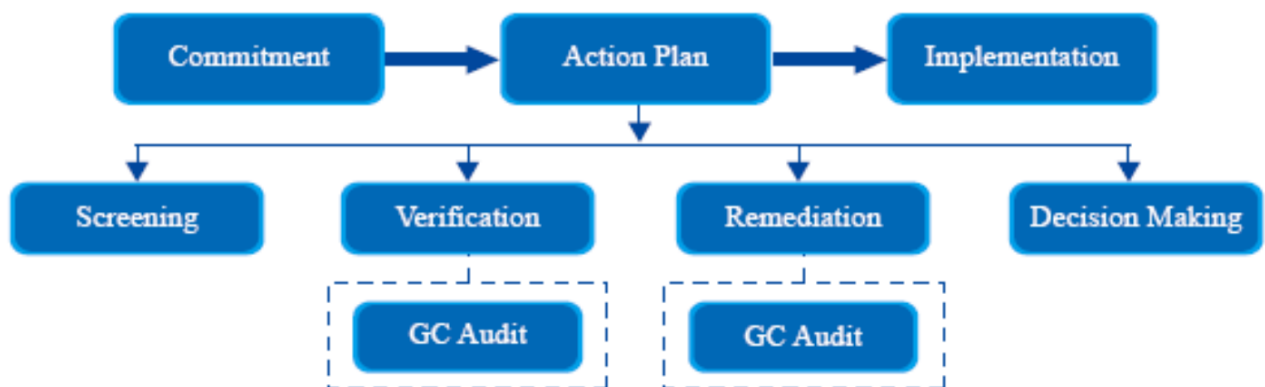 Commitment
Action Plan
Implementation
Screening
Verification
Remediation
Decision Making
GC Audit
GC Audit